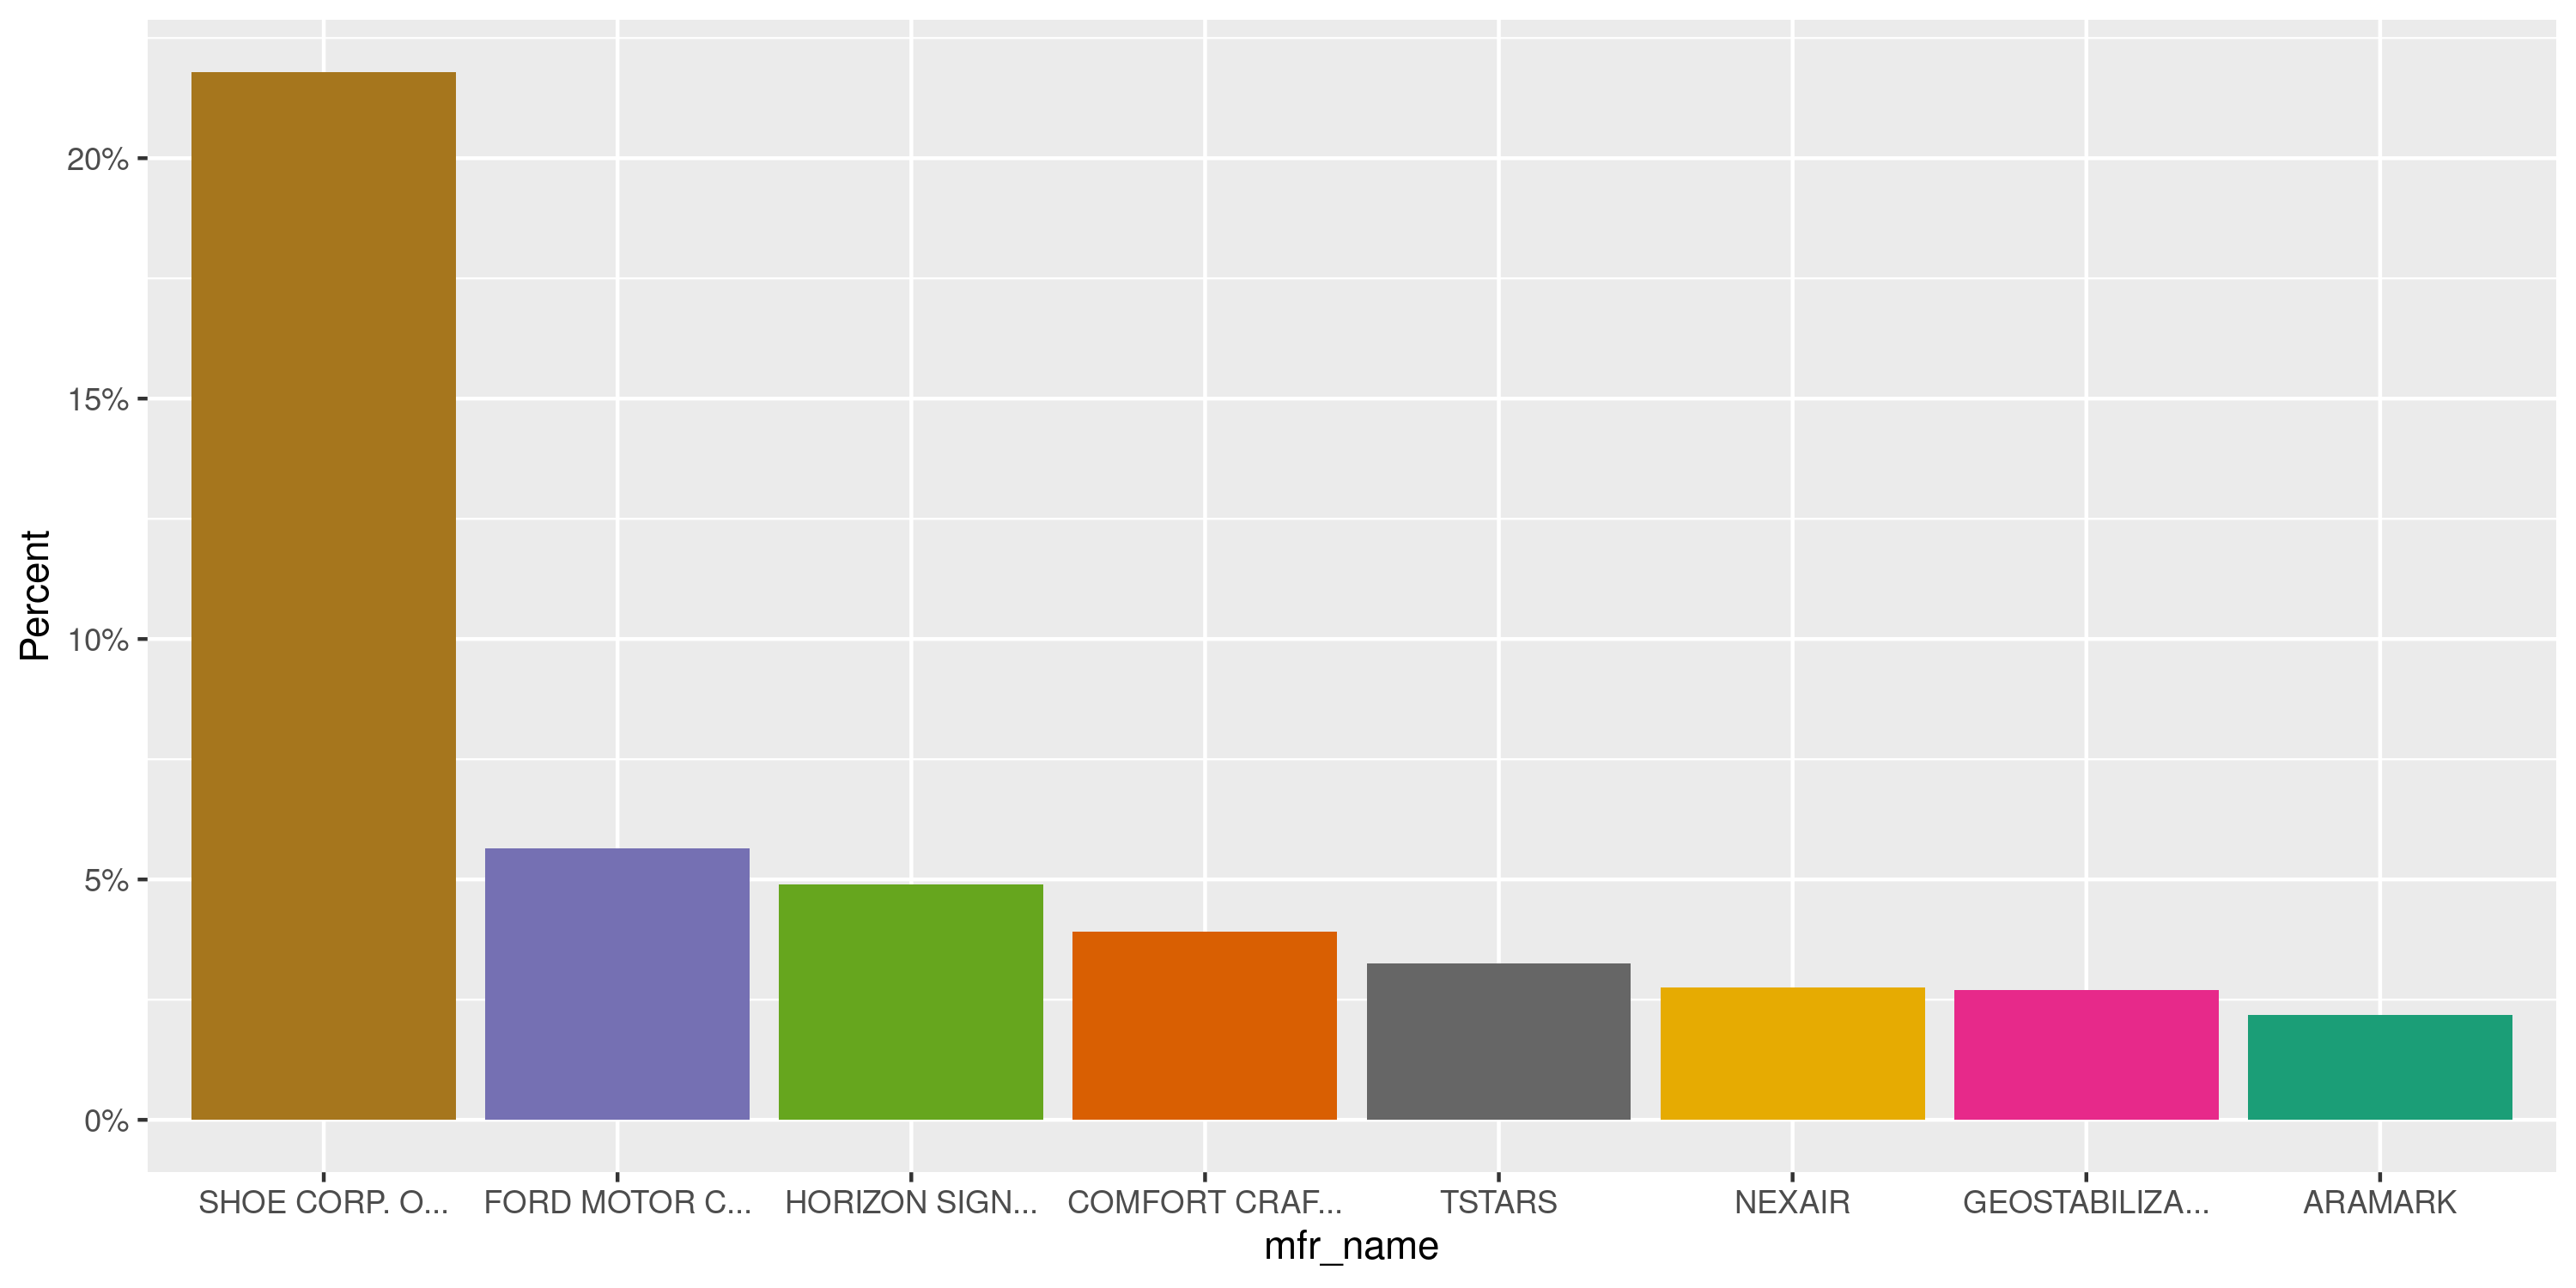 20%
15%
10%
5%
0%
Percent
SHOE CORP. O...
FORD MOTOR C...
HORIZON SIGN...
COMFORT CRAF...
TSTARS
NEXAIR
GEOSTABILIZA...
ARAMARK
mfr_name